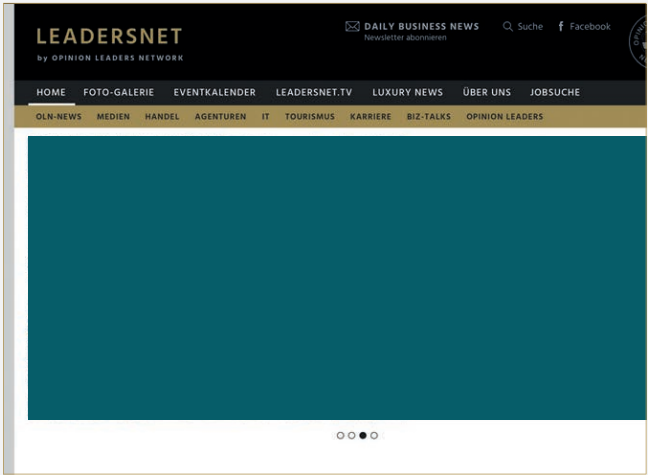 LEADERSNET
by OPINION LEADERS NETWORK
DAILY BUSINESS NEWS
Newsletter abonnieren
Suche
f Facebook
HOME FOTO-GALERIE EVENTKALENDER LEADERSNET.TV LUXURY NEWS ÜBER UNS JOBSUCHE
OLN-NEWS MEDIEN HANDEL AGENTUREN IT TOURISMUS KARRIERE BIZ-TALKS OPINION LEADERS